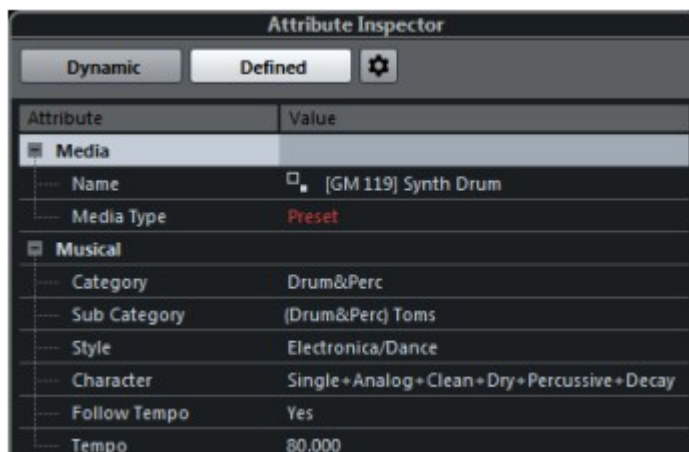 Attribute Inspector
Dynamic Defined
Attribute Value
Media
Name [GM 119] Synth Drum
Media Type Preset
Musical
Category Drum&Perc
Sub Category (Drum&Perc) Toms
Style Electronica/Dance
Character Single+Analog+Clean+Dry+Percussive+Decay
Follow Tempo Yes
Tempo 80.000